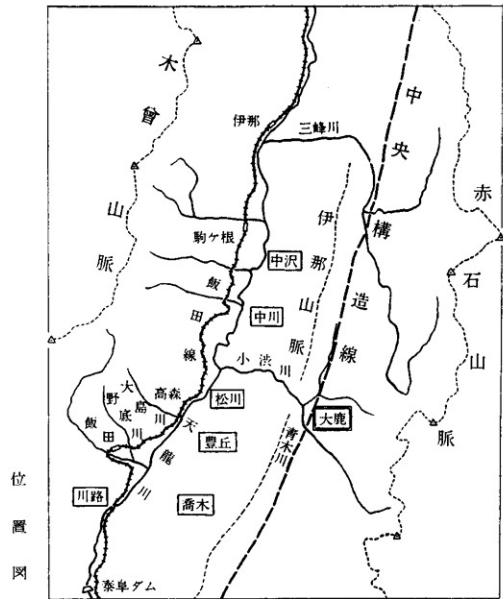 木曽山脈
伊那
三峰川
中央構造線
赤石山脈
駒ヶ根
伊那山脈
中沢
飯田線
中川
小渋川
大島川
高森
松川
大鹿
野底川
飯田
天龍川
豊丘
青木川
川路
喬木
泰阜ダム
位置図